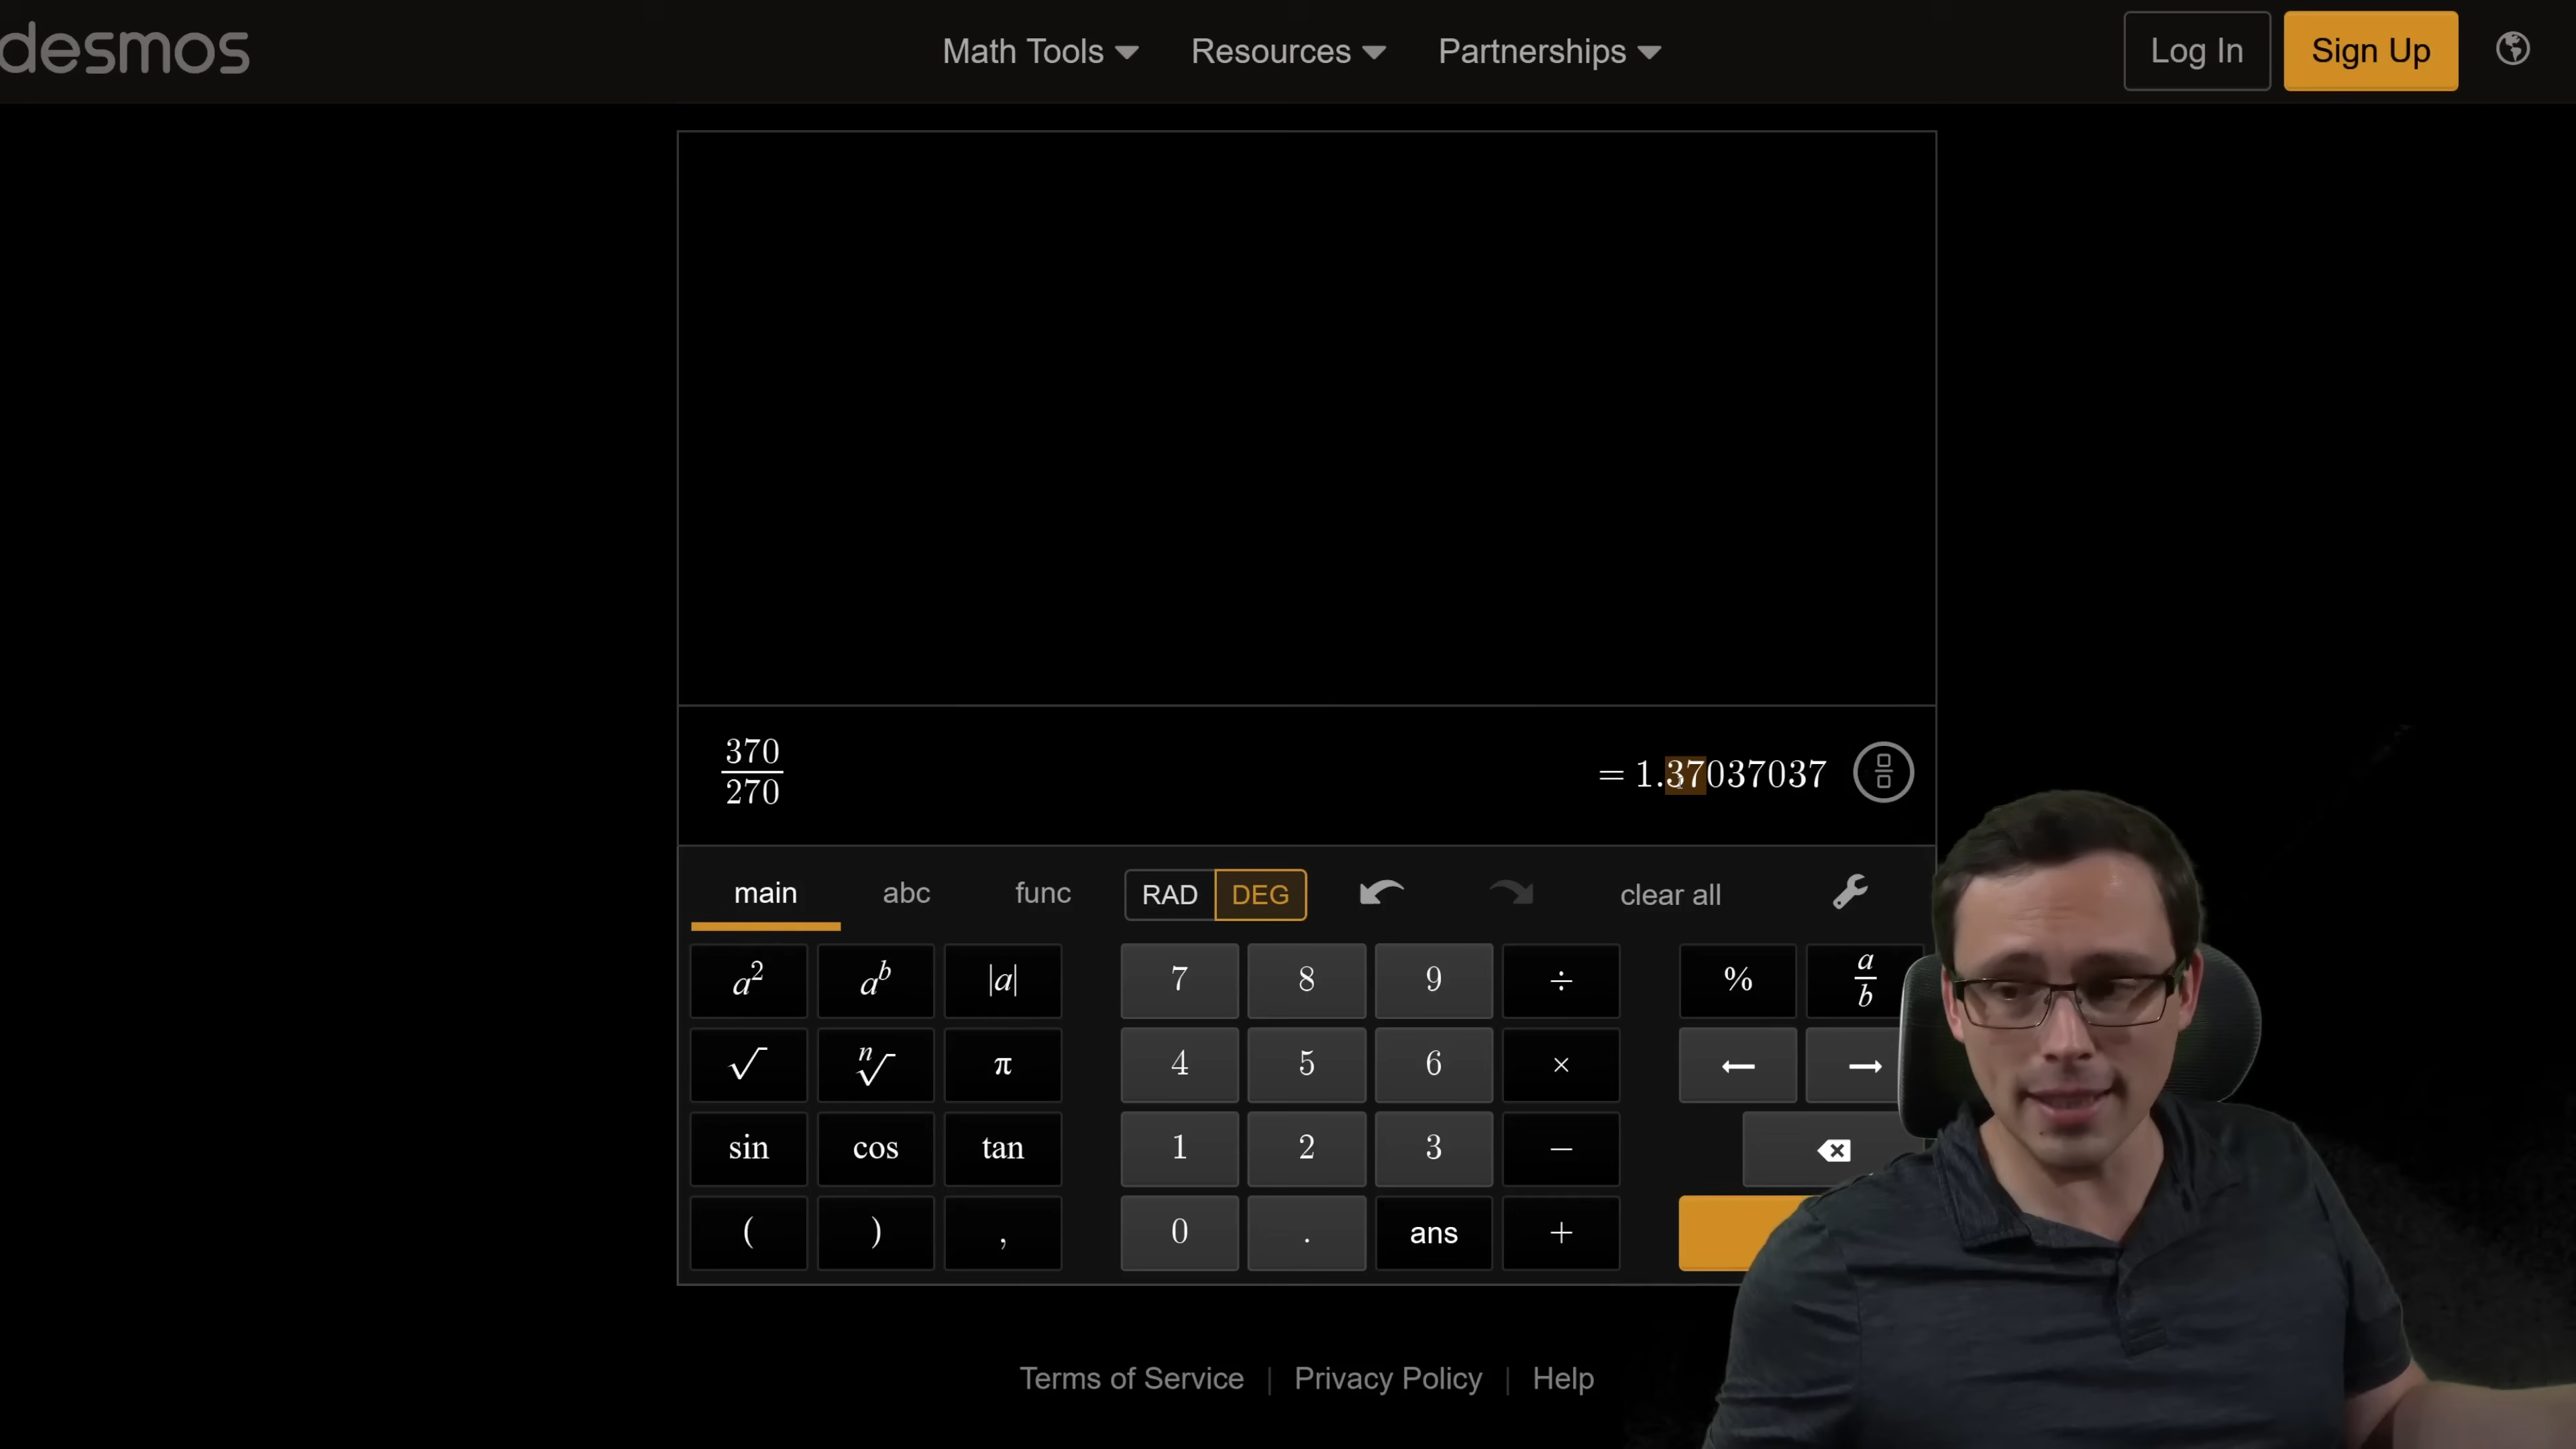 desmos
Math Tools Resources Partnerships Log In Sign Up
370
270
= 1.37037037
main abc func RAD DEG clear all
a² aᵇ |a| 7 8 9 ÷ % a/b
√ ⁿ√ π 4 5 6 × ← →
sin cos tan 1 2 3 −
( ) , 0 . ans +
Terms of Service | Privacy Policy | Help